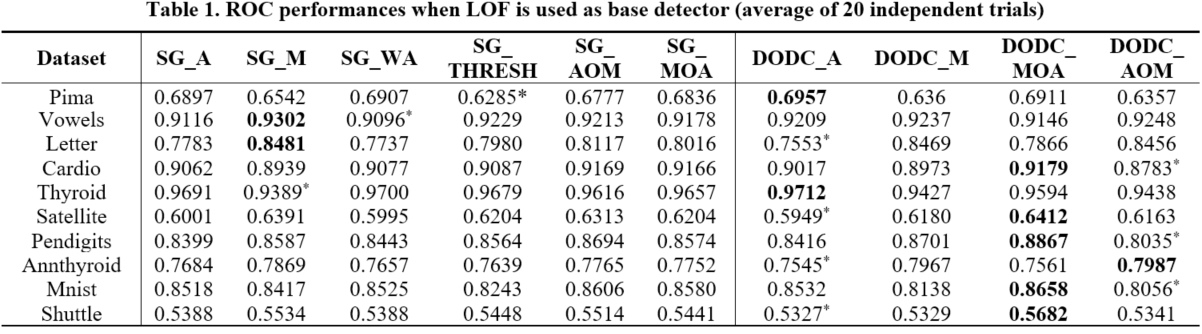 Table 1. ROC performances when LOF is used as base detector (average of 20 independent trials)
Dataset SG_A SG_M SG_WA SG_THRESH SG_AOM SG_MOA DODC_A DODC_M DODC_MOA DODC_AOM
Pima 0.6897 0.6542 0.6907 0.6285* 0.6777 0.6836 0.6957 0.636 0.6911 0.6357
Vowels 0.9116 0.9302 0.9096* 0.9229 0.9213 0.9178 0.9209 0.9237 0.9146 0.9248
Letter 0.7783 0.8481 0.7737 0.7980 0.8117 0.8016 0.7553* 0.8469 0.7866 0.8456
Cardio 0.9062 0.8939 0.9077 0.9087 0.9169 0.9166 0.9017 0.8973 0.9179 0.8783*
Thyroid 0.9691 0.9389* 0.9700 0.9679 0.9616 0.9657 0.9712 0.9427 0.9594 0.9438
Satellite 0.6001 0.6391 0.5995 0.6204 0.6313 0.6204 0.5949* 0.6180 0.6412 0.6163
Pendigits 0.8399 0.8587 0.8443 0.8564 0.8694 0.8574 0.8416 0.8701 0.8867 0.8035*
Annthyroid 0.7684 0.7869 0.7657 0.7639 0.7765 0.7752 0.7545* 0.7967 0.7561 0.7987
Mnist 0.8518 0.8417 0.8525 0.8243 0.8606 0.8580 0.8532 0.8138 0.8658 0.8056*
Shuttle 0.5388 0.5534 0.5388 0.5448 0.5514 0.5441 0.5327* 0.5329 0.5682 0.5341